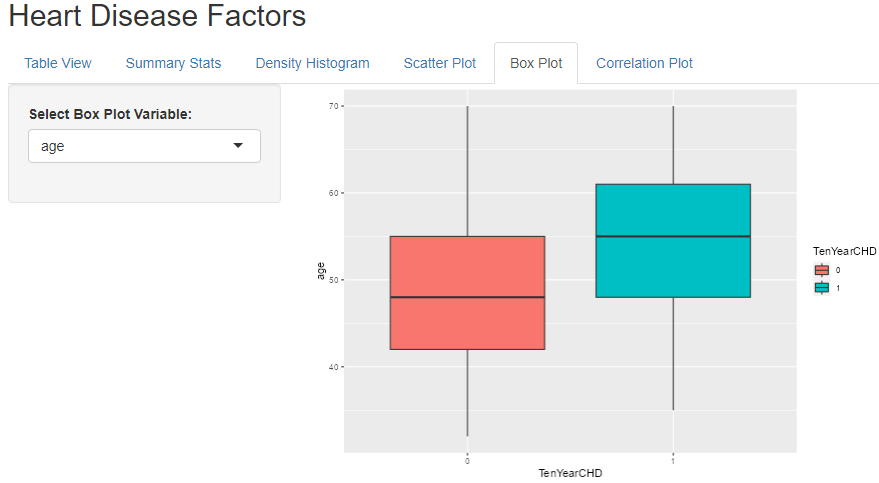 Heart Disease Factors
Table View Summary Stats Density Histogram Scatter Plot Box Plot Correlation Plot
Select Box Plot Variable:
age
70
60
50
40
age
0 1
TenYearCHD
TenYearCHD
0
1